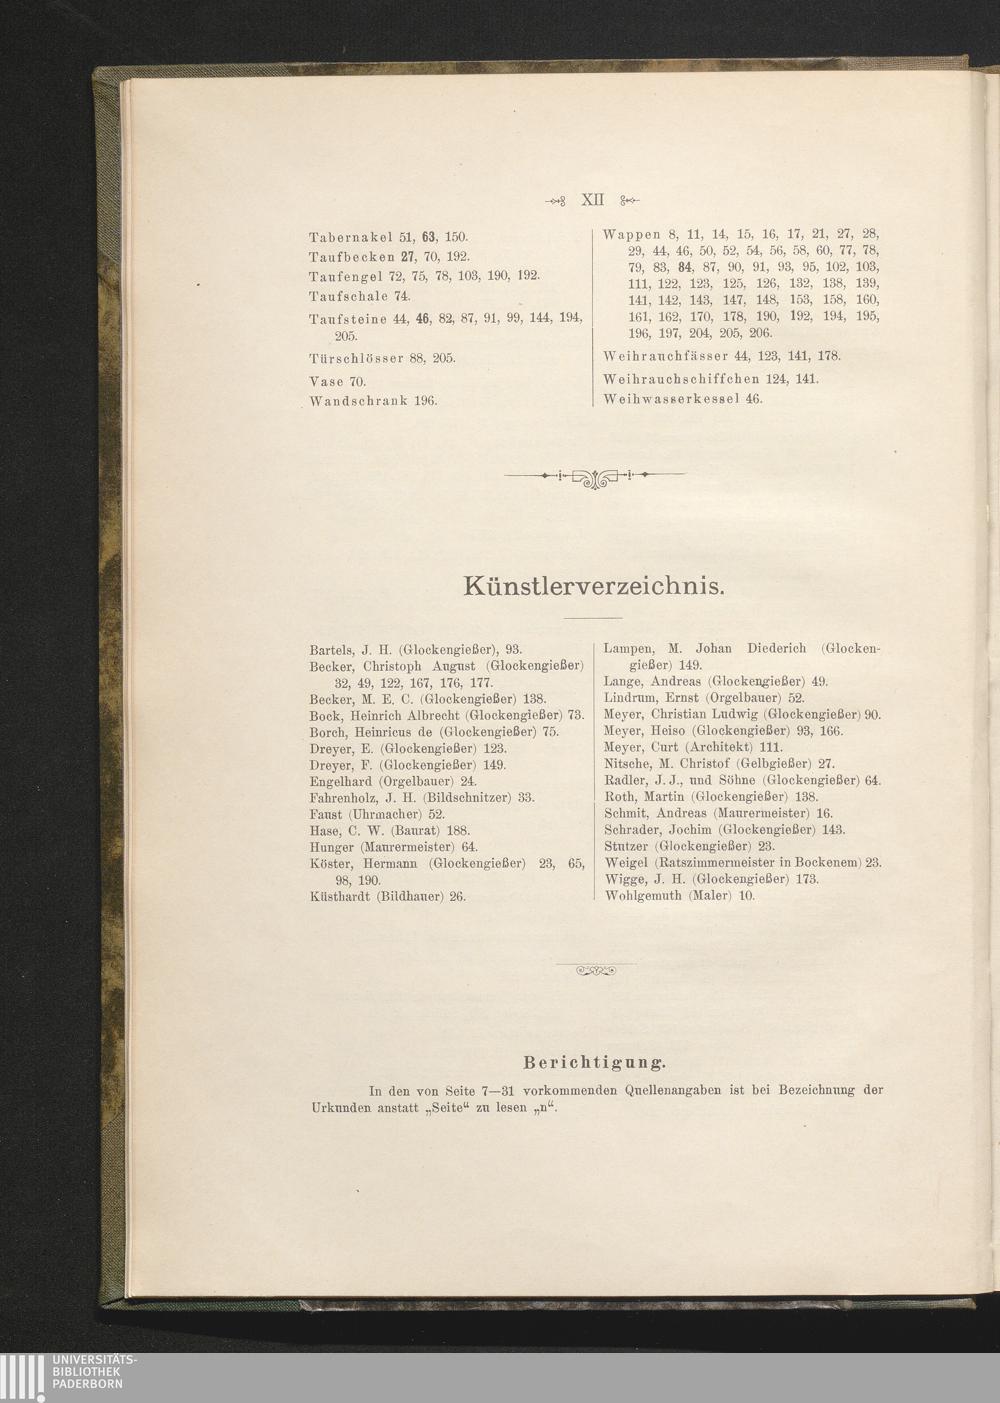 XII
Tabernakel 51, 63, 150.
Taufbecken 27, 70, 192.
Taufengel 72, 75, 78, 103, 190, 192.
Taufschale 74.
Taufsteine 44, 46, 82, 87, 91, 99, 144, 194,
205.
Türschlösser 88, 205.
Vase 70.
Wandschrank 196.
Wappen 8, 11, 14, 15, 16, 17, 21, 27, 28,
29, 44, 46, 50, 52, 54, 56, 58, 60, 77, 78,
79, 83, 84, 87, 90, 91, 93, 95, 102, 103,
111, 122, 123, 125, 126, 132, 138, 139,
141, 142, 143, 147, 148, 153, 158, 160,
161, 162, 170, 178, 190, 192, 194, 195,
196, 197, 204, 205, 206.
Weihrauchfässer 44, 123, 141, 178.
Weihrauchschiffchen 124, 141.
Weihwasserkessel 46.
Künstlerverzeichnis.
Bartels, J. H. (Glockengießer), 93.
Becker, Christoph August (Glockengießer)
32, 49, 122, 167, 176, 177.
Becker, M. E. C. (Glockengießer) 138.
Bock, Heinrich Albrecht (Glockengießer) 73.
Borch, Heinricus de (Glockengießer) 75.
Dreyer, E. (Glockengießer) 123.
Dreyer, F. (Glockengießer) 149.
Engelhard (Orgelbauer) 24.
Fahrenholz, J. H. (Bildschnitzer) 33.
Faust (Uhrmacher) 52.
Hase, C. W. (Baurat) 188.
Hunger (Maurermeister) 64.
Köster, Hermann (Glockengießer) 23, 65,
98, 190.
Küsthardt (Bildhauer) 26.
Lampen, M. Johan Diederich (Glocken-
gießer) 149.
Lange, Andreas (Glockengießer) 49.
Lindrum, Ernst (Orgelbauer) 52.
Meyer, Christian Ludwig (Glockengießer) 90.
Meyer, Heiso (Glockengießer) 93, 166.
Meyer, Curt (Architekt) 111.
Nitsche, M. Christof (Gelbgießer) 27.
Radler, J. J., und Söhne (Glockengießer) 64.
Roth, Martin (Glockengießer) 138.
Schmit, Andreas (Maurermeister) 16.
Schrader, Jochim (Glockengießer) 143.
Stutzer (Glockengießer) 23.
Weigel (Ratszimmermeister in Bockenem) 23.
Wigge, J. H. (Glockengießer) 173.
Wohlgemuth (Maler) 10.
Berichtigung.
In den von Seite 7—31 vorkommenden Quellenangaben ist bei Bezeichnung der
Urkunden anstatt „Seite“ zu lesen „n“.
UNIVERSITÄTS-
BIBLIOTHEK
PADERBORN